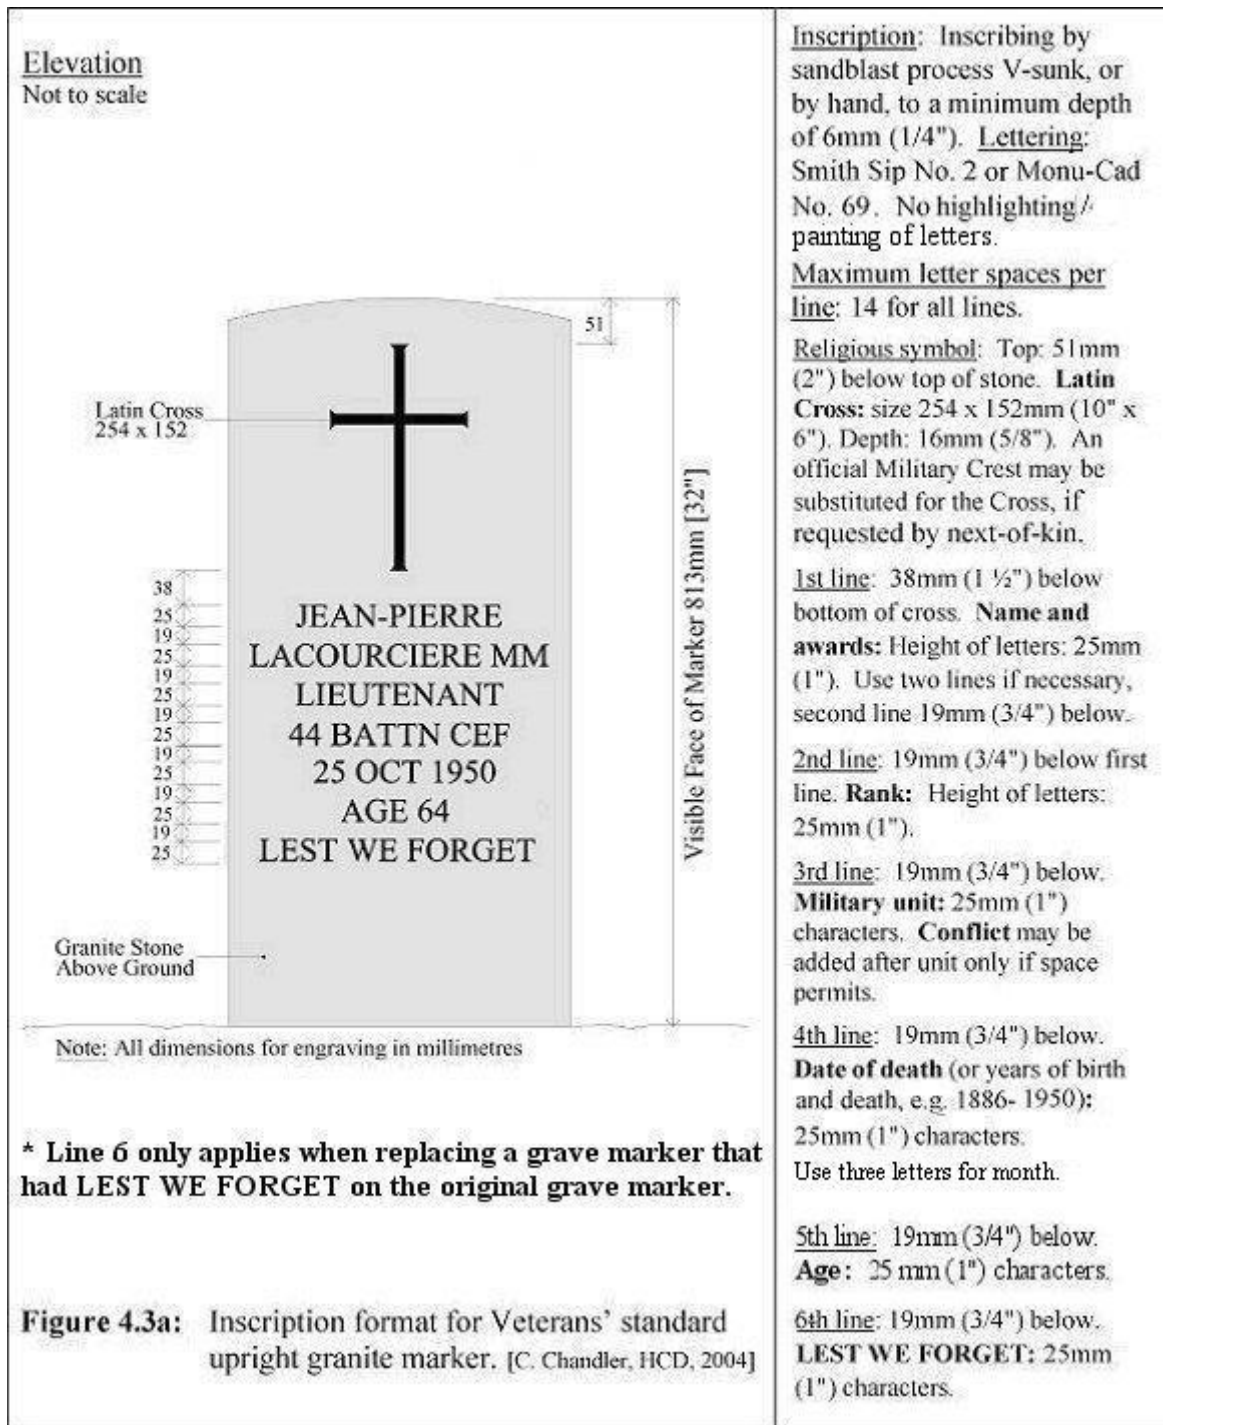 Elevation
Not to scale
51
Latin Cross
254 x 152
Visible Face of Marker 813mm [32"]
38
25
19
25
19
25
19
25
19
25
19
25
19
25
JEAN-PIERRE
LACOURCIERE MM
LIEUTENANT
44 BATTN CEF
25 OCT 1950
AGE 64
LEST WE FORGET
Granite Stone
Above Ground
Note: All dimensions for engraving in millimetres
* Line 6 only applies when replacing a grave marker that
had LEST WE FORGET on the original grave marker.
Figure 4.3a: Inscription format for Veterans' standard
upright granite marker. [C. Chandler, HCD, 2004]
Inscription: Inscribing by
sandblast process V-sunk, or
by hand, to a minimum depth
of 6mm (1/4"). Lettering:
Smith Sip No. 2 or Monu-Cad
No. 69. No highlighting/
painting of letters.
Maximum letter spaces per
line: 14 for all lines.
Religious symbol: Top: 51mm
(2") below top of stone. Latin
Cross: size 254 x 152mm (10" x
6"). Depth: 16mm (5/8"). An
official Military Crest may be
substituted for the Cross, if
requested by next-of-kin.
1st line: 38mm (1 ½") below
bottom of cross. Name and
awards: Height of letters: 25mm
(1"). Use two lines if necessary,
second line 19mm (3/4") below.
2nd line: 19mm (3/4") below first
line. Rank: Height of letters:
25mm (1").
3rd line: 19mm (3/4") below.
Military unit: 25mm (1")
characters. Conflict may be
added after unit only if space
permits.
4th line: 19mm (3/4") below.
Date of death (or years of birth
and death, e.g. 1886- 1950):
25mm (1") characters.
Use three letters for month.
5th line: 19mm (3/4") below.
Age: 25 mm (1") characters.
6th line: 19mm (3/4") below.
LEST WE FORGET: 25mm
(1") characters.